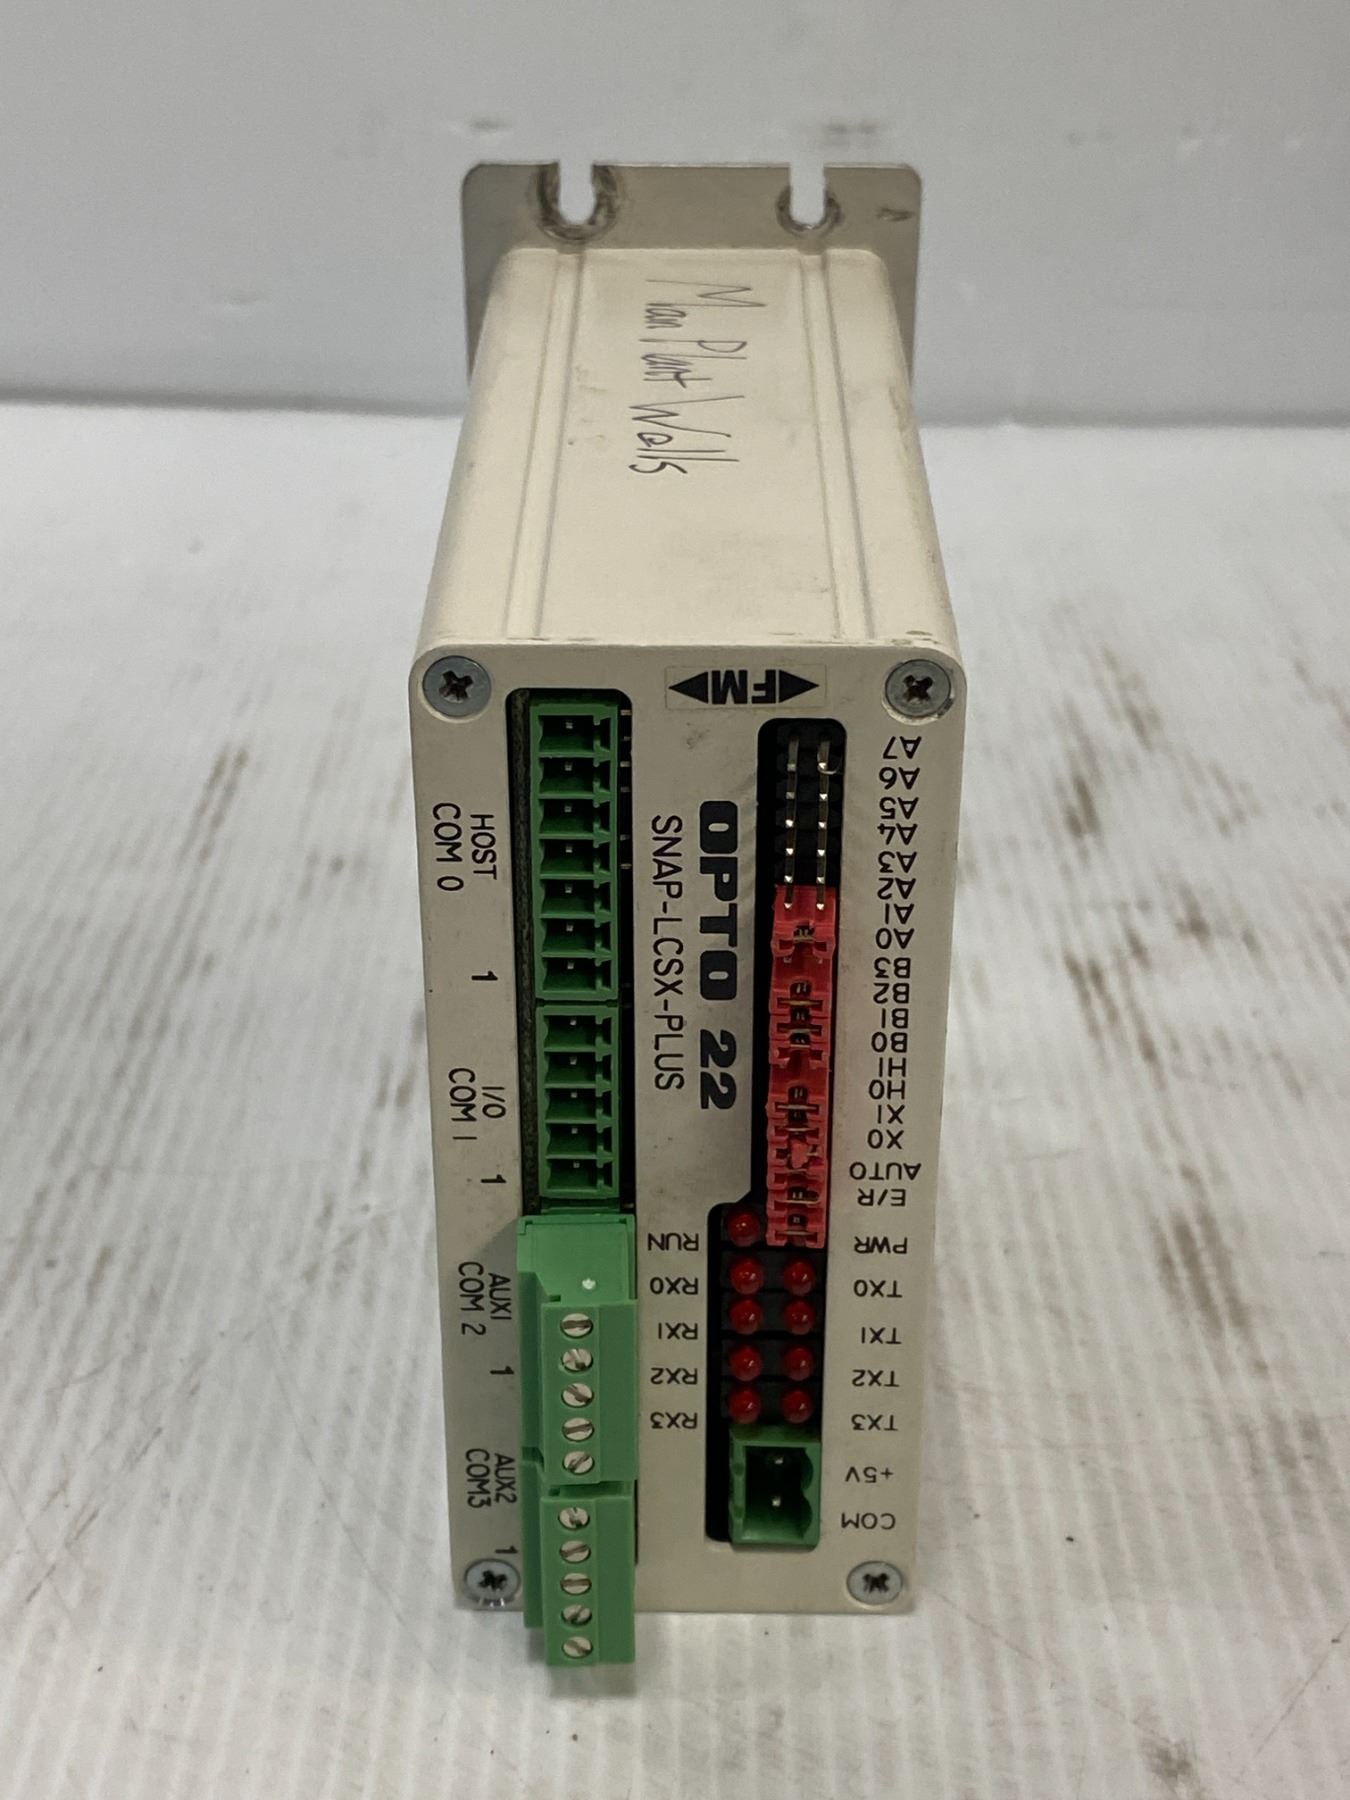 Man Plant Wells
FM
OPTO 22
SNAP-LCSX-PLUS
HOST
COM 0
1
I/O
COM 1
1
AUX1
COM 2
1
AUX2
COM3
1
A7
A6
A5
A4
A3
A2
A1
A0
B3
B2
B1
B0
H1
H0
X1
X0
AUTO
E/R
RUN PWR
RX0 TX0
RX1 TX1
RX2 TX2
RX3 TX3
+5V
COM